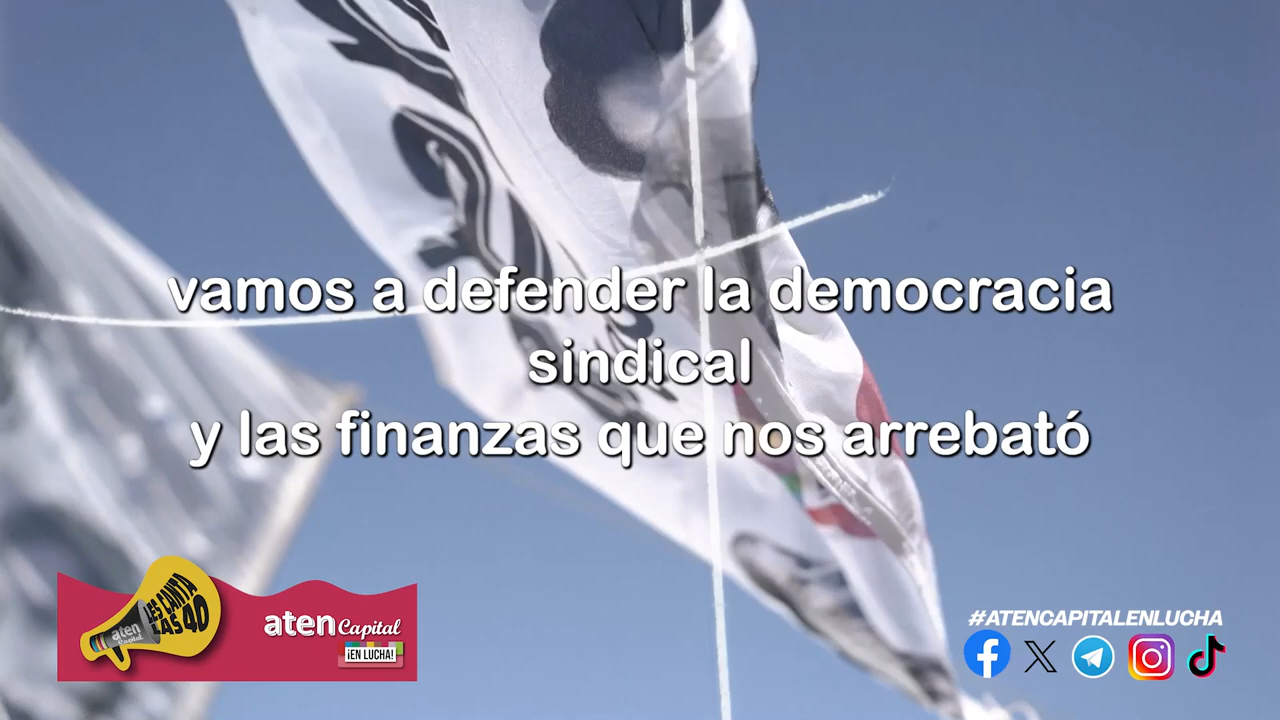 vamos a defender la democracia
sindical
y las finanzas que nos arrebató
LES CANTA
LAS 40
aten
Capital
aten Capital
¡EN LUCHA!
#ATENCAPITALENLUCHA